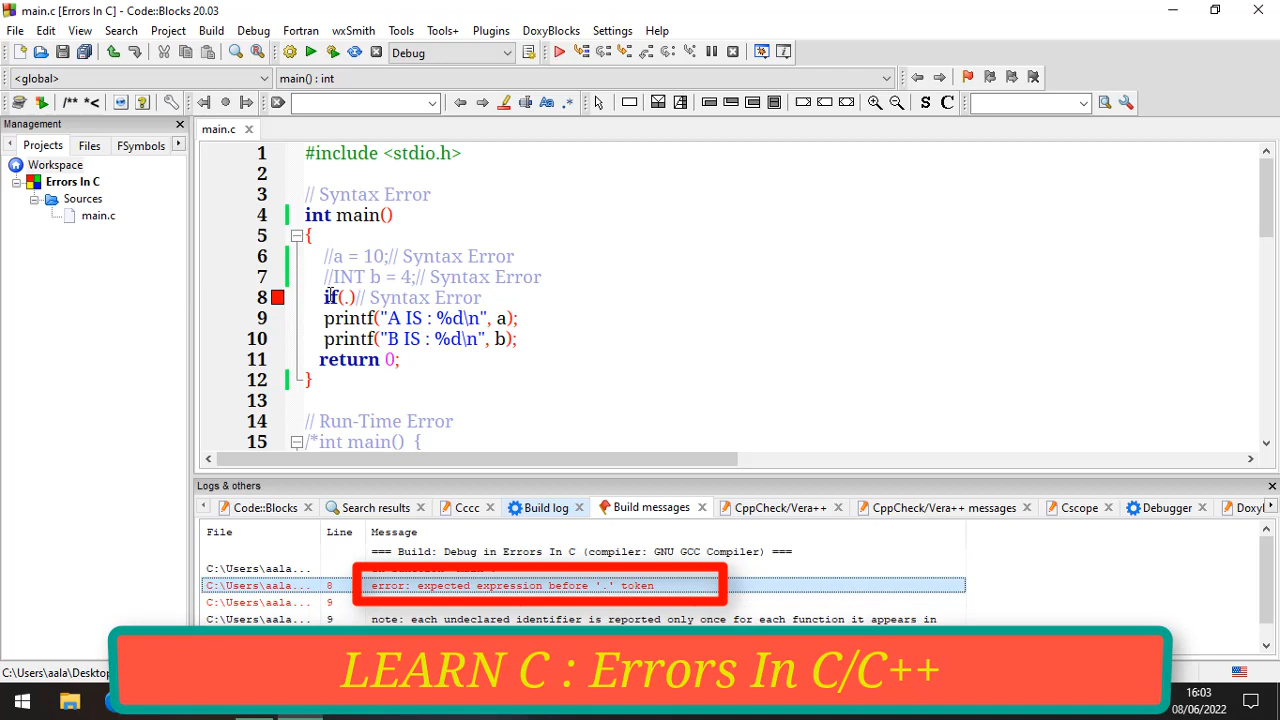 main.c [Errors In C] - Code::Blocks 20.03
File Edit View Search Project Build Debug Fortran wxSmith Tools Tools+ Plugins DoxyBlocks Settings Help
Debug
<global>
main() : int
/** *<
Aa
.*
S C
Management
Projects Files FSymbols
Workspace
Errors In C
Sources
main.c
main.c
1 #include <stdio.h>
2
3 // Syntax Error
4 int main()
5 {
6 //a = 10;// Syntax Error
7 //INT b = 4;// Syntax Error
8 if(.)// Syntax Error
9 printf("A IS : %d\n", a);
10 printf("B IS : %d\n", b);
11 return 0;
12 }
13
14 // Run-Time Error
15 /*int main() {
Logs & others
Code::Blocks Search results Cccc Build log Build messages CppCheck/Vera++ CppCheck/Vera++ messages Cscope Debugger
File Line Message
=== Build: Debug in Errors In C (compiler: GNU GCC Compiler) ===
C:\Users\aala...
C:\Users\aala... 8 error: expected expression before '.' token
C:\Users\aala... 9
C:\Users\aala... 9 note: each undeclared identifier is reported only once for each function it appears in
LEARN C : Errors In C/C++
C:\Users\aala\Desktop
16:03
08/06/2022